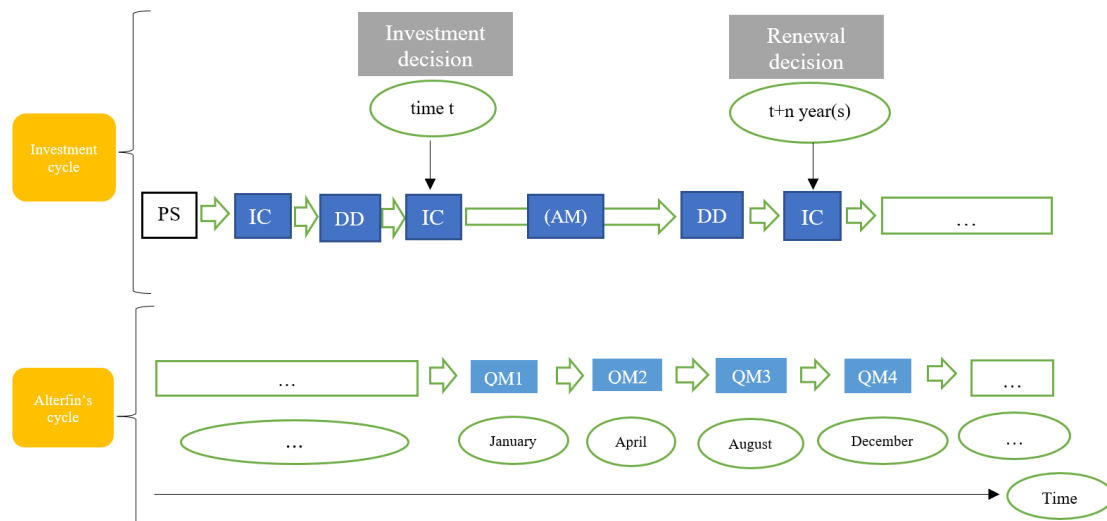 Investment
decision
Renewal
decision
time t
t+n year(s)
Investment
cycle
PS
IC
DD
IC
(AM)
DD
IC
...
Alterfin's
cycle
...
QM1
QM2
QM3
QM4
...
...
January
April
August
December
...
Time